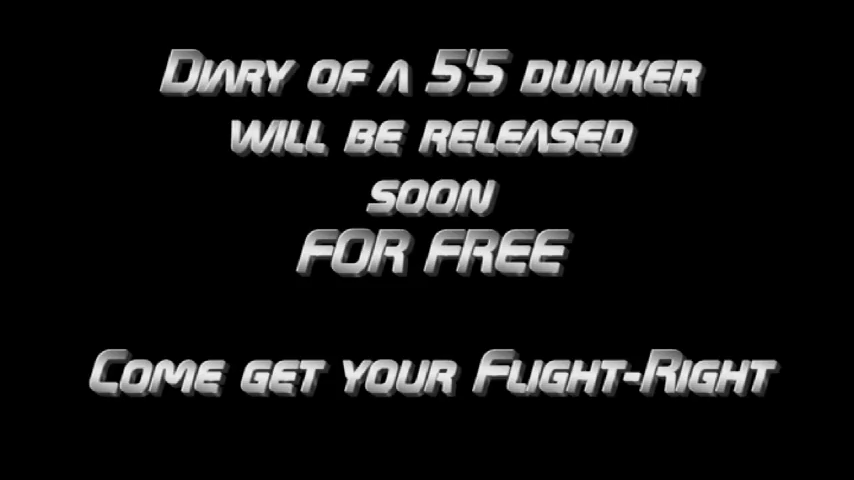 Diary of a 5'5 dunker
will be released
soon
FOR FREE
Come get your Flight-Right